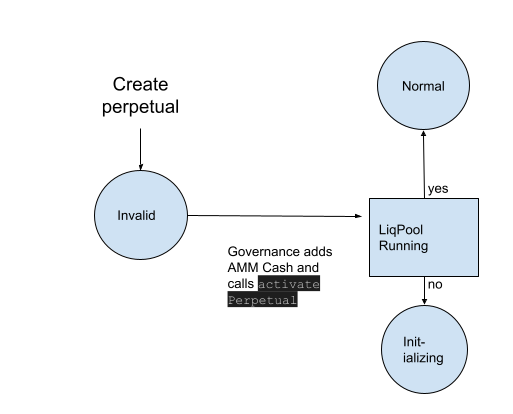 Create
perpetual
Normal
Invalid
yes
LiqPool
Running
Governance adds
AMM Cash and
calls activate
Perpetual
no
Init-
ializing